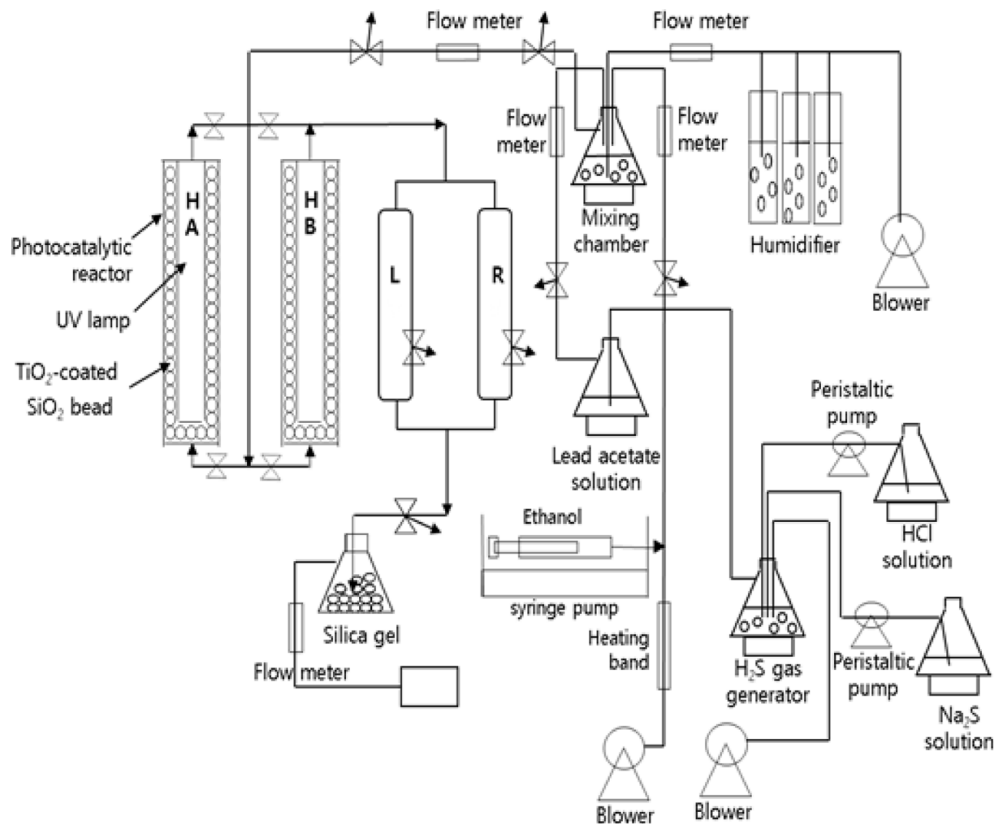 Flow meter
Flow meter
Flow
meter
Flow
meter
H
A
H
B
Mixing
chamber
Humidifier
Photocatalytic
reactor
L
R
Blower
UV lamp
TiO₂-coated
SiO₂ bead
Peristaltic
pump
Lead acetate
solution
Ethanol
HCl
solution
syringe pump
Silica gel
Heating
band
Flow meter
H₂S gas
generator
Peristaltic
pump
Na₂S
solution
Blower
Blower